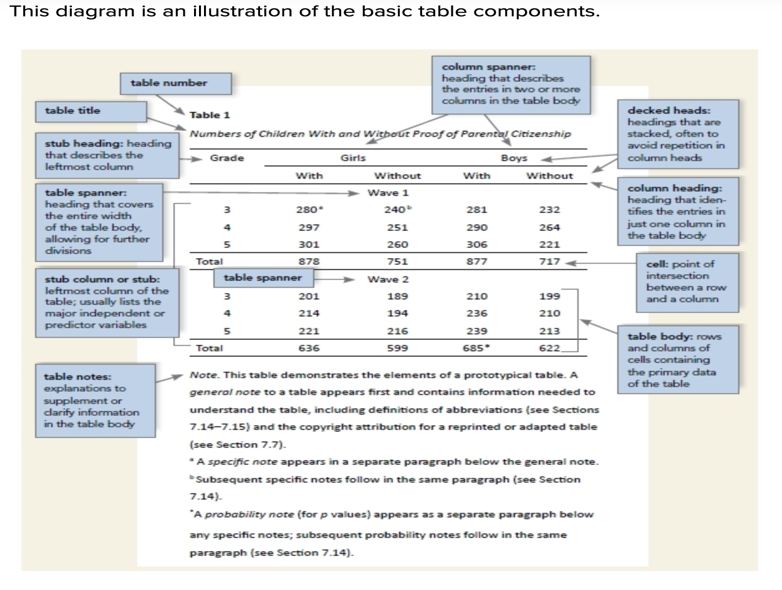 This diagram is an illustration of the basic table components.
column spanner:
heading that describes
the entries in two or more
columns in the table body
table number
table title
Table 1
Numbers of Children With and Without Proof of Parental Citizenship
decked heads:
headings that are
stacked, often to
avoid repetition in
column heads
stub heading: heading
that describes the
leftmost column
Grade Girls Boys
With Without With Without
table spanner:
heading that covers
the entire width
of the table body,
allowing for further
divisions
column heading:
heading that iden-
tifies the entries in
just one column in
the table body
Wave 1
3 280ᵃ 240ᵇ 281 232
4 297 251 290 264
5 301 260 306 221
Total 878 751 877 717
cell: point of
intersection
between a row
and a column
stub column or stub:
leftmost column of the
table; usually lists the
major independent or
predictor variables
table spanner
Wave 2
3 201 189 210 199
4 214 194 236 210
5 221 216 239 213
Total 636 599 685* 622
table body: rows
and columns of
cells containing
the primary data
of the table
table notes:
explanations to
supplement or
clarify information
in the table body
Note. This table demonstrates the elements of a prototypical table. A
general note to a table appears first and contains information needed to
understand the table, including definitions of abbreviations (see Sections
7.14–7.15) and the copyright attribution for a reprinted or adapted table
(see Section 7.7).
ᵃ A specific note appears in a separate paragraph below the general note.
ᵇ Subsequent specific notes follow in the same paragraph (see Section
7.14).
*A probability note (for p values) appears as a separate paragraph below
any specific notes; subsequent probability notes follow in the same
paragraph (see Section 7.14).